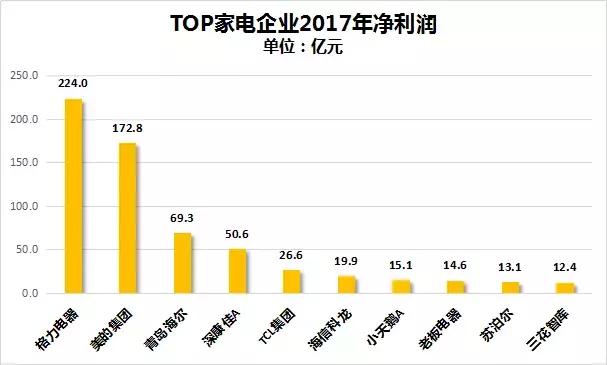 TOP家电企业2017年净利润
单位：亿元
250.0
200.0
150.0
100.0
50.0
0.0
224.0
172.8
69.3
50.6
26.6
19.9
15.1
14.6
13.1
12.4
格力电器
美的集团
青岛海尔
深康佳A
TCL集团
海信科龙
小天鹅A
老板电器
苏泊尔
三花智库